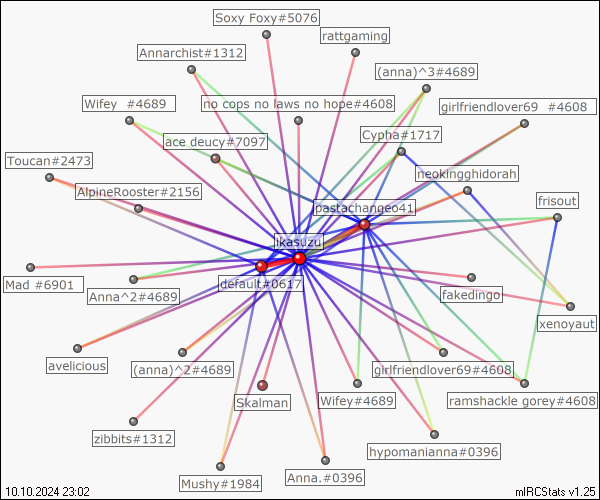 Soxy Foxy#5076
rattgaming
Annarchist#1312
(anna)^3#4689
Wifey #4689
no cops no laws no hope#4608
girlfriendlover69 #4608
ace_deucy#7097
Cypha#1717
Toucan#2473
neokingghidorah
AlpineRooster#2156
pastachangeo41
frisout
ikasuzu
Mad #6901
Anna^2#4689
default#0617
fakedingo
xenoyaut
avelicious
(anna)^2#4689
girlfriendlover69#4608
Skalman
Wifey#4689
ramshackle gorey#4608
zibbits#1312
hypomanianna#0396
Mushy#1984
Anna.#0396
10.10.2024 23:02
mIRCStats v1.25